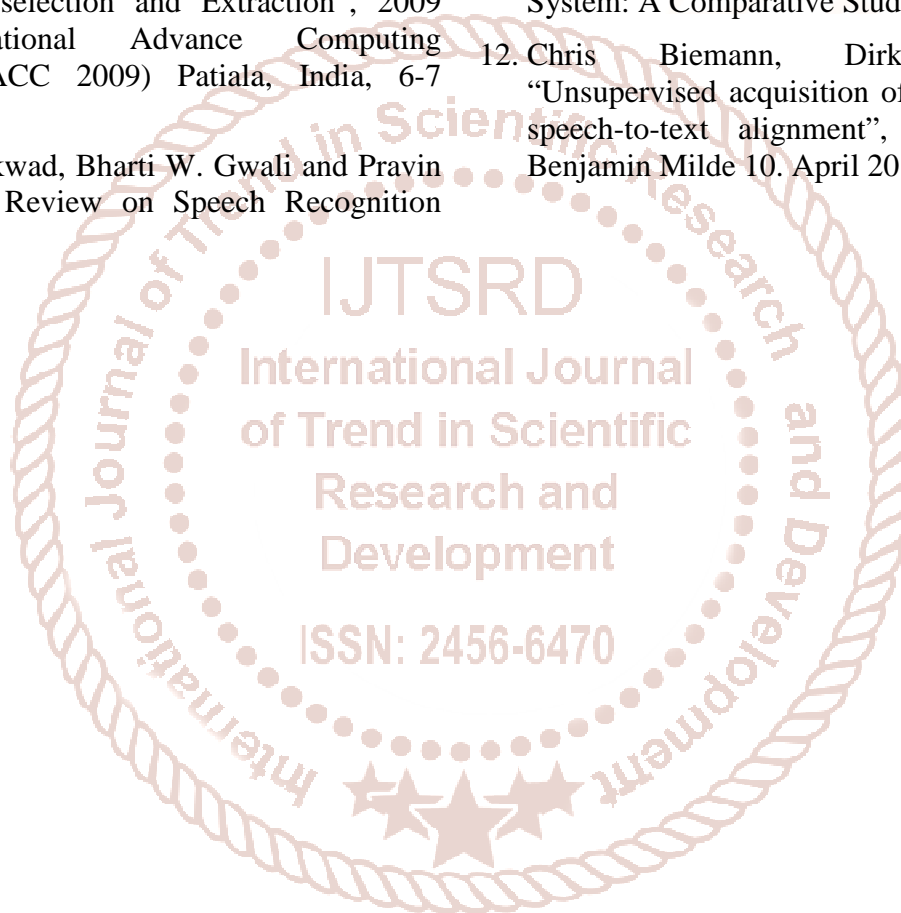 selection and Extraction", 2009
ational Advance Computing
ACC 2009) Patiala, India, 6-7
kwad, Bharti W. Gwali and Pravin
Review on Speech Recognition
System: A Comparative Stud
12. Chris Biemann, Dirk
"Unsupervised acquisition of
speech-to-text alignment",
Benjamin Milde 10. April 20
International Journal of Trend in Scientific Research and Development
IJTSRD
International Journal
of Trend in Scientific
Research and
Development
ISSN: 2456-6470